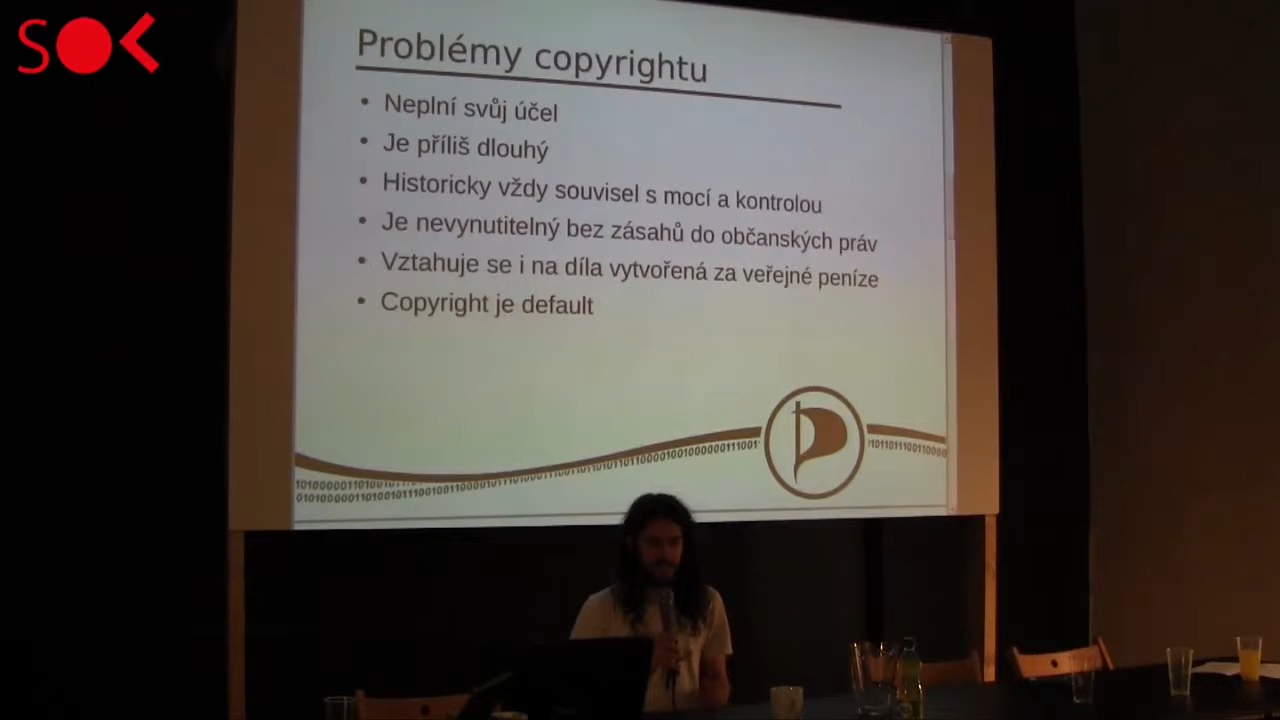 SOK
Problémy copyrightu
• Neplní svůj účel
• Je příliš dlouhý
• Historicky vždy souvisel s mocí a kontrolou
• Je nevynutitelný bez zásahů do občanských práv
• Vztahuje se i na díla vytvořená za veřejné peníze
• Copyright je default